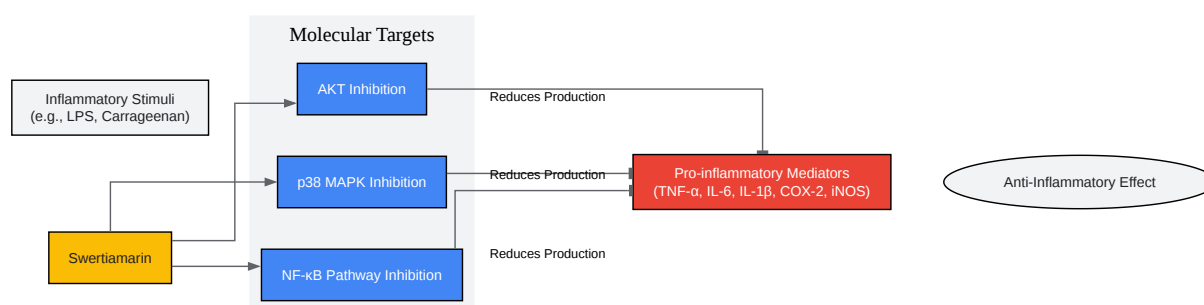 Molecular Targets
Inflammatory Stimuli
(e.g., LPS, Carrageenan)
AKT Inhibition
Reduces Production
p38 MAPK Inhibition
Reduces Production
Pro-inflammatory Mediators
(TNF-α, IL-6, IL-1β, COX-2, iNOS)
Anti-Inflammatory Effect
Swertiamarin
NF-κB Pathway Inhibition
Reduces Production